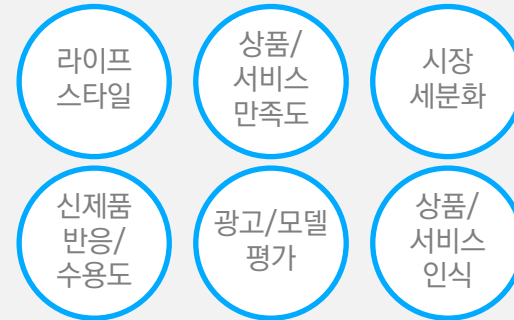 라이프
스타일
상품/
서비스
만족도
시장
세분화
신제품
반응/
수용도
광고/모델
평가
상품/
서비스
인식